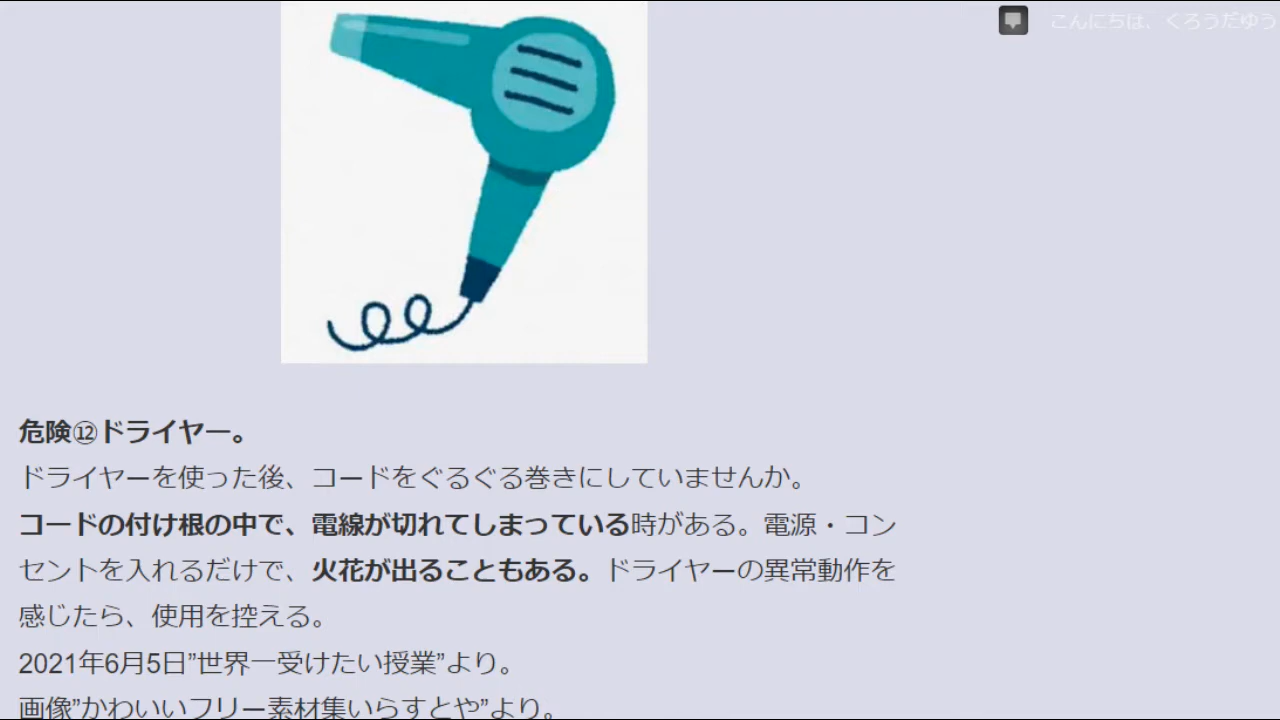 こんにちは、くろうだゆう
危険⑫ドライヤー。
ドライヤーを使った後、コードをぐるぐる巻きにしていませんか。
コードの付け根の中で、電線が切れてしまっている時がある。電源・コン
セントを入れるだけで、火花が出ることもある。ドライヤーの異常動作を
感じたら、使用を控える。
2021年6月5日”世界一受けたい授業”より。
画像”かわいいフリー素材集いらすとや”より。